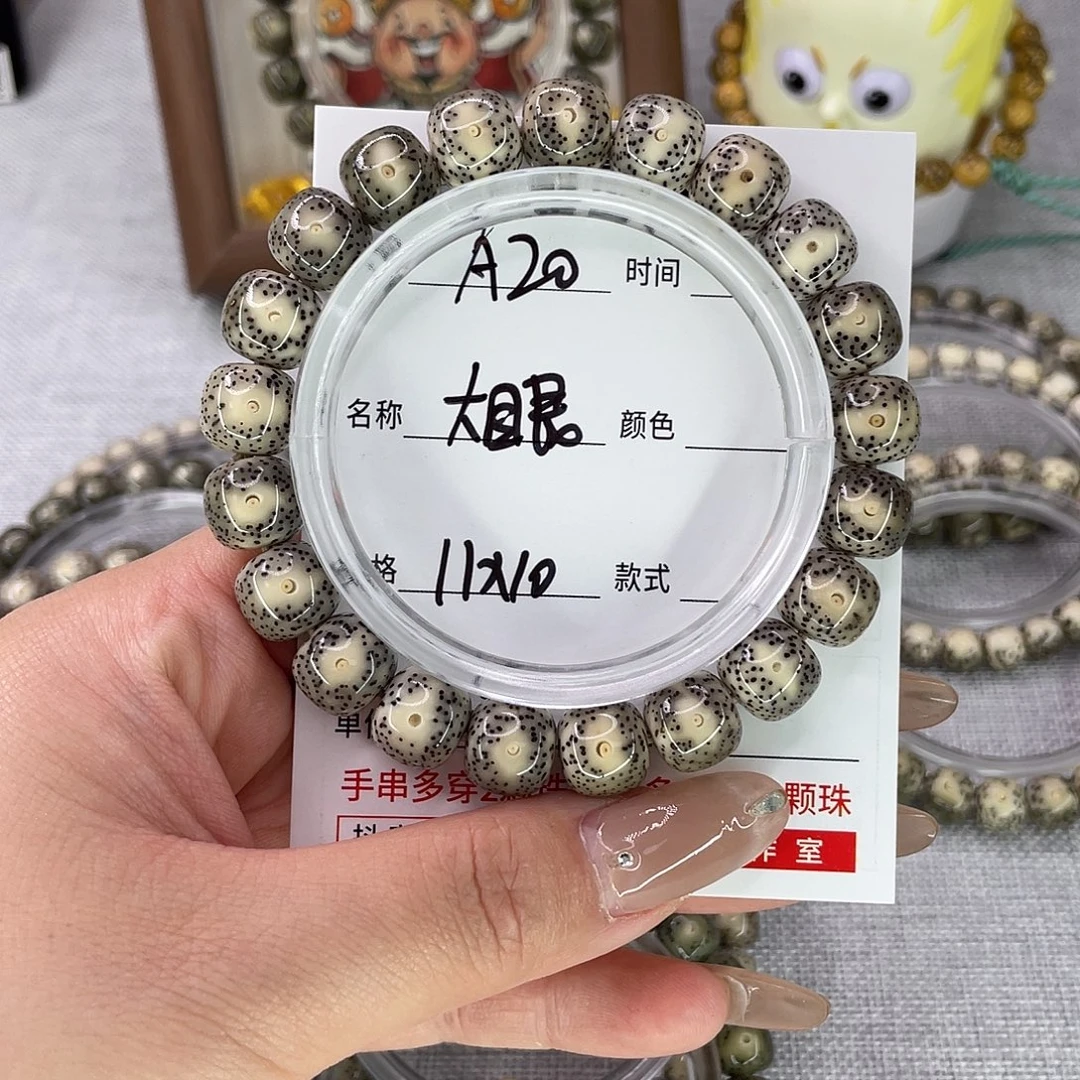 A20 时间
名称 大眼 颜色
格 11x10 款式
单
手串多穿2 颗珠
室